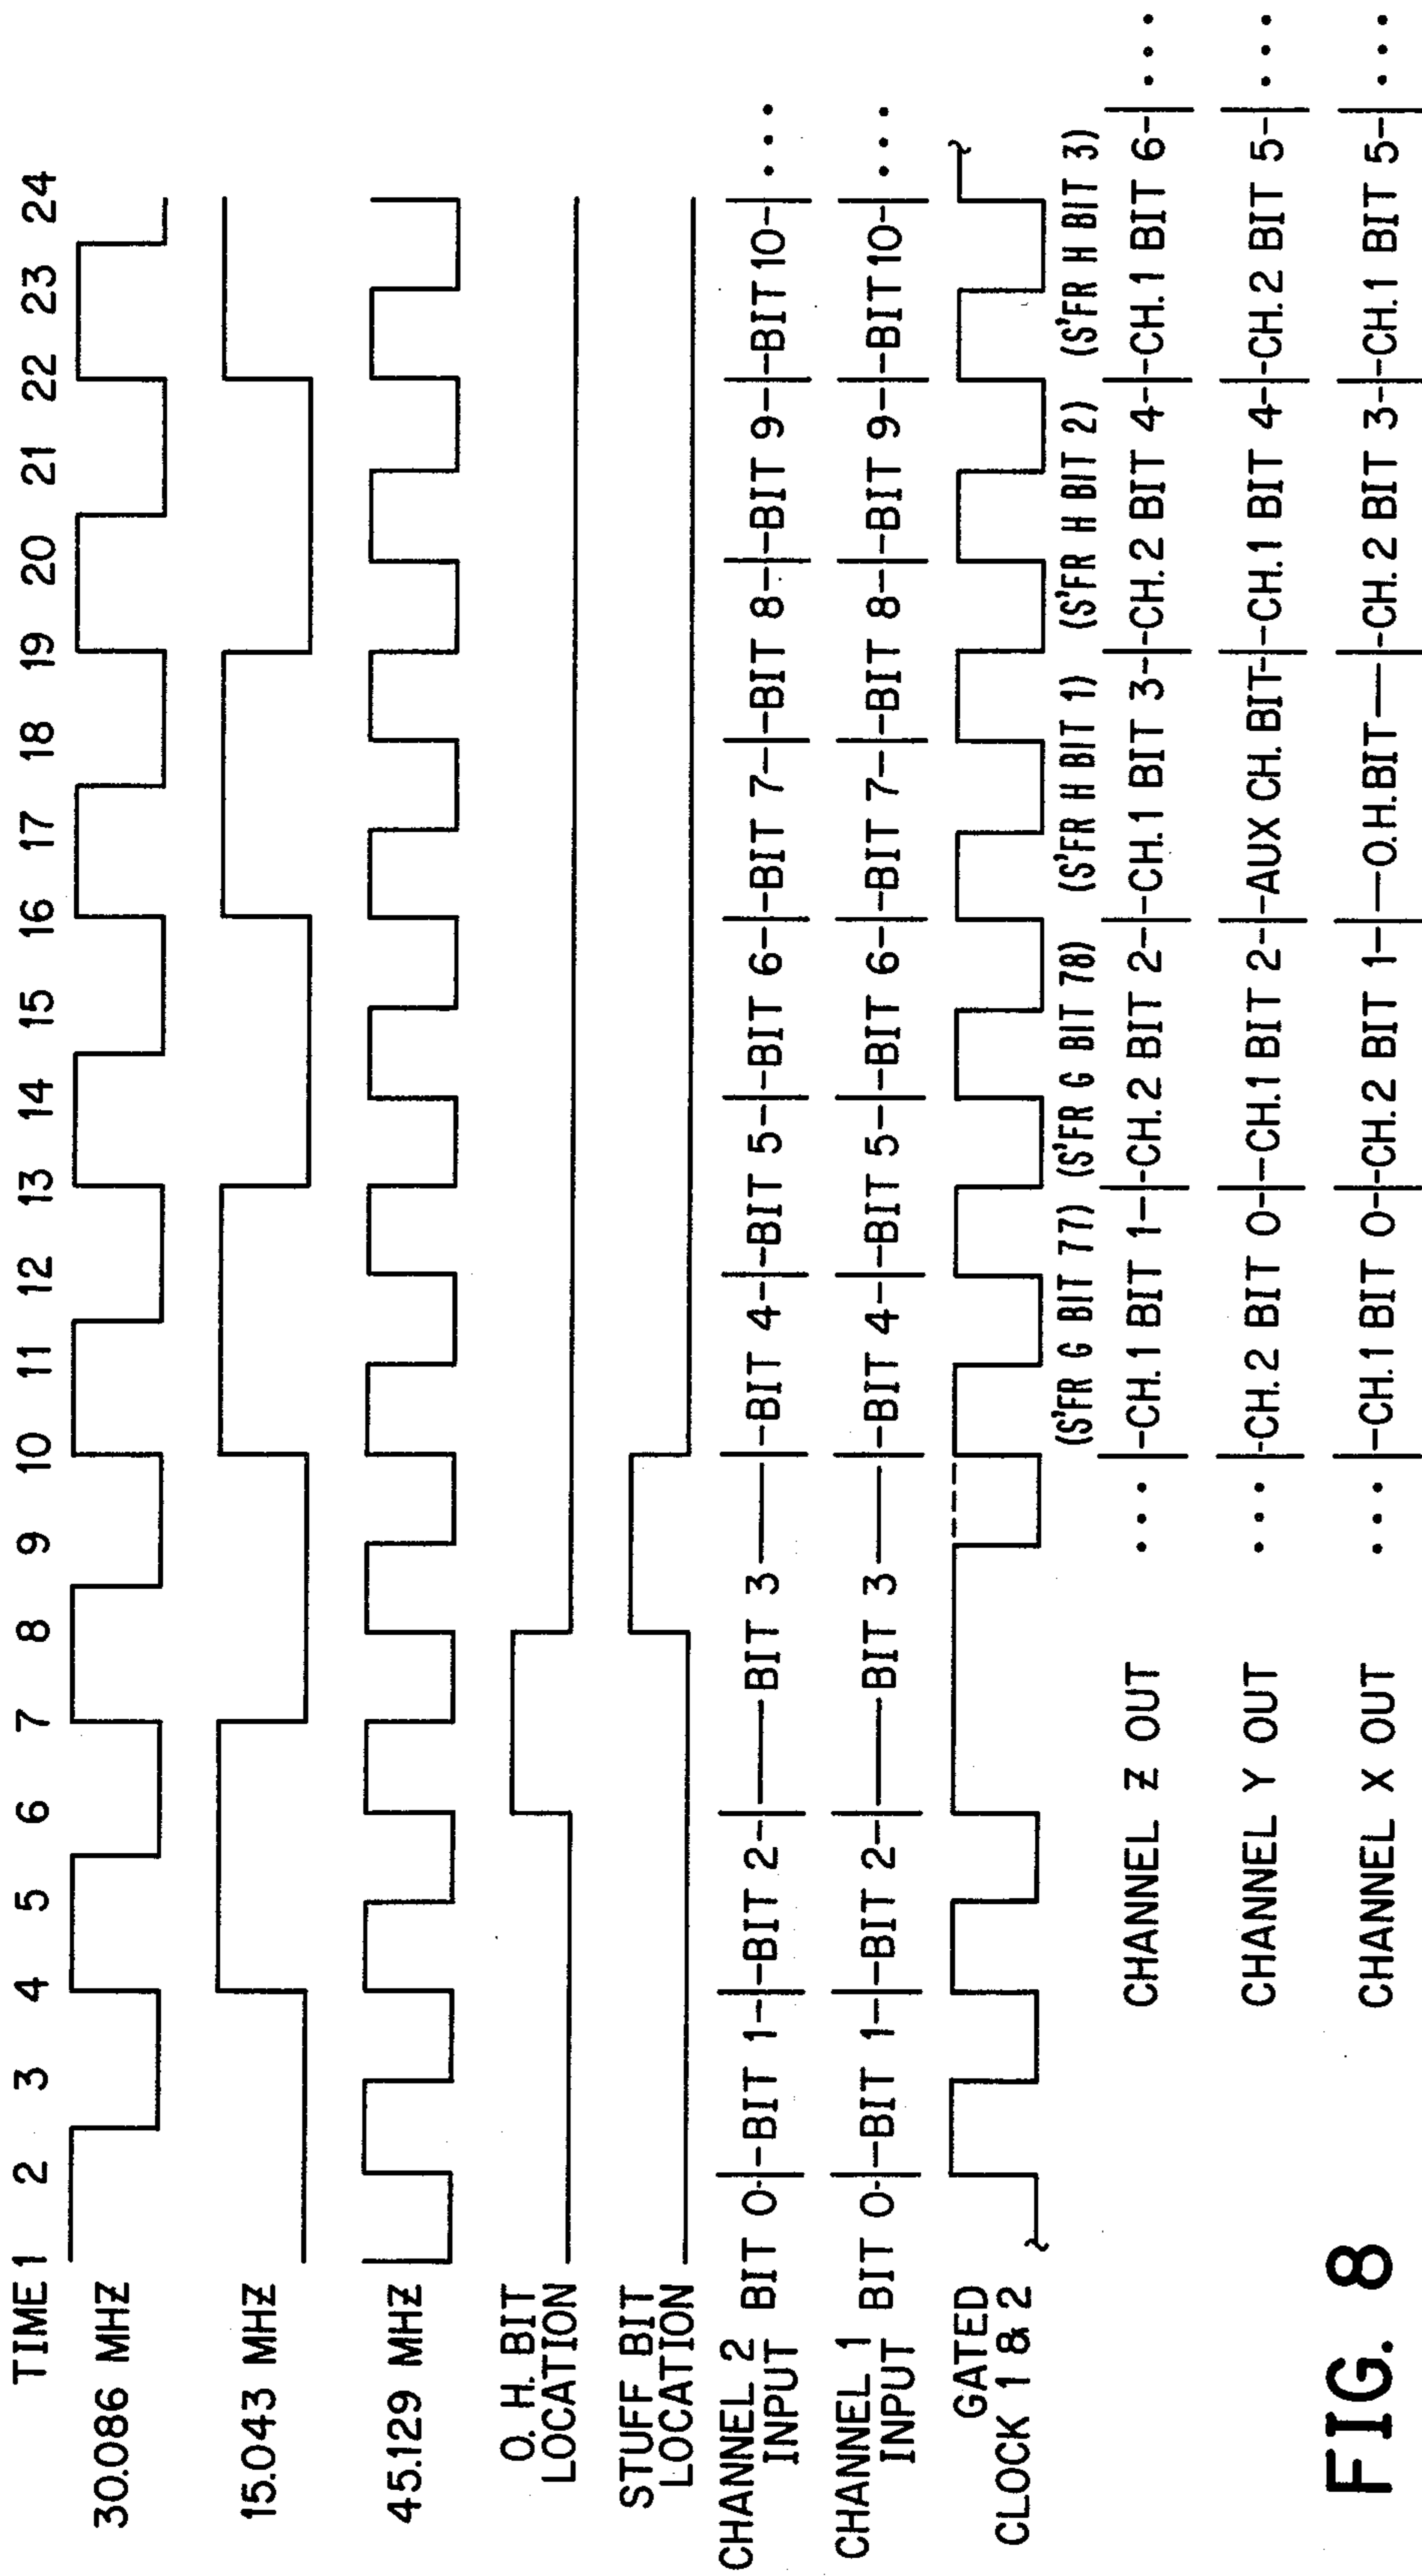 TIME 1 2 3 4 5 6 7 8 9 10 11 12 13 14 15 16 17 18 19 20 21 22 23 24
30.086 MHZ
15.043 MHZ
45.129 MHZ
O. H. BIT
LOCATION
STUFF BIT
LOCATION
CHANNEL 2
INPUT
BIT 0 BIT 1 BIT 2 BIT 3 BIT 4 BIT 5 BIT 6 BIT 7 BIT 8 BIT 9 BIT 10 •••
CHANNEL 1
INPUT
BIT 0 BIT 1 BIT 2 BIT 3 BIT 4 BIT 5 BIT 6 BIT 7 BIT 8 BIT 9 BIT 10 •••
GATED
CLOCK 1 & 2
(S'FR G BIT 77) (S'FR G BIT 78) (S'FR H BIT 1) (S'FR H BIT 2) (S'FR H BIT 3)
CHANNEL Z OUT ••• CH.1 BIT 1 CH.2 BIT 2 CH.1 BIT 3 CH.2 BIT 4 CH.1 BIT 6 •••
CHANNEL Y OUT ••• CH.2 BIT 0 CH.1 BIT 2 AUX CH. BIT CH.1 BIT 4 CH.2 BIT 5 •••
CHANNEL X OUT ••• CH.1 BIT 0 CH.2 BIT 1 O.H.BIT CH.2 BIT 3 CH.1 BIT 5 •••
FIG. 8